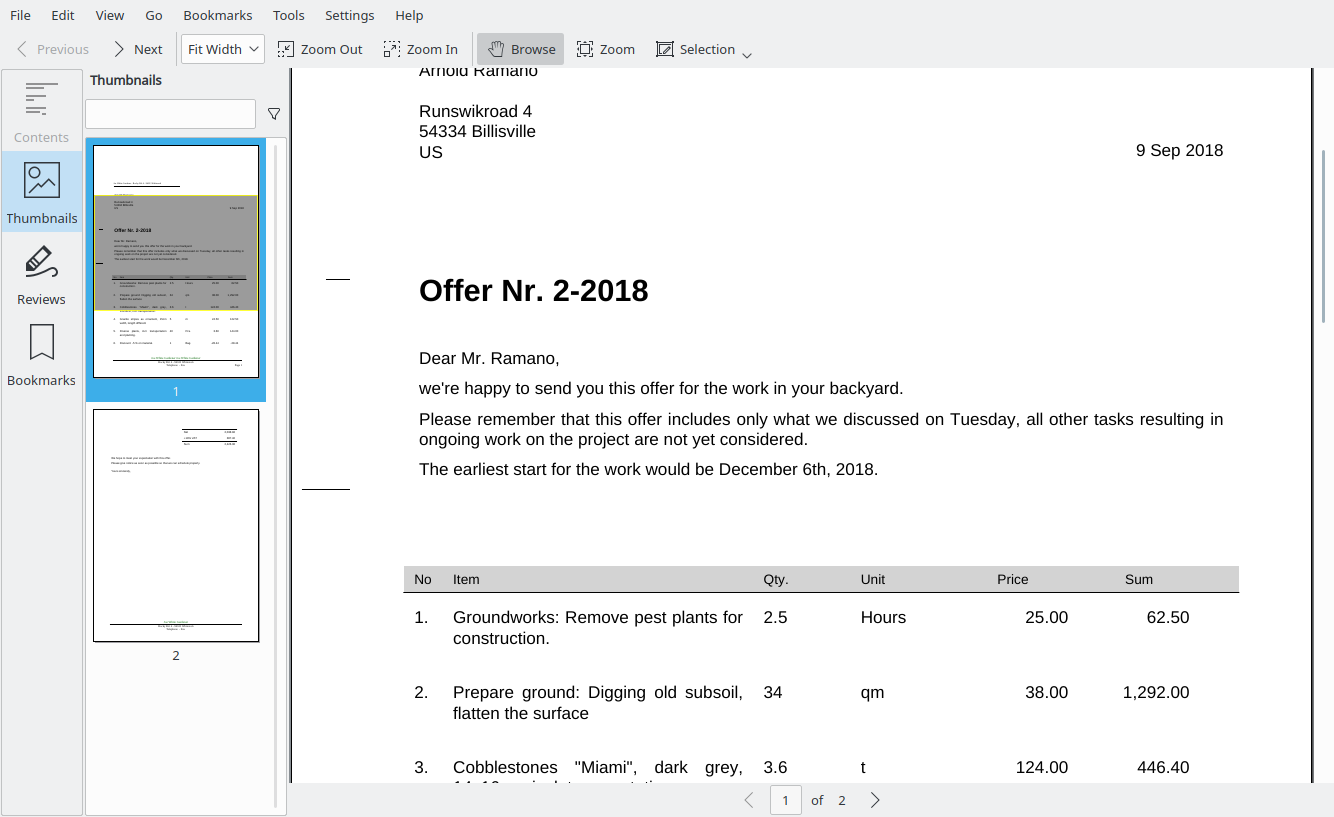 File Edit View Go Bookmarks Tools Settings Help
Previous Next Fit Width Zoom Out Zoom In Browse Zoom Selection
Contents
Thumbnails
Reviews
Bookmarks
Thumbnails
Offer Nr. 2-2018
1
2
Arnold Ramano
Runswikroad 4
54334 Billisville
US
9 Sep 2018
Offer Nr. 2-2018
Dear Mr. Ramano,
we're happy to send you this offer for the work in your backyard.
Please remember that this offer includes only what we discussed on Tuesday, all other tasks resulting in
ongoing work on the project are not yet considered.
The earliest start for the work would be December 6th, 2018.
No Item Qty. Unit Price Sum
1. Groundworks: Remove pest plants for 2.5 Hours 25.00 62.50
construction.
2. Prepare ground: Digging old subsoil, 34 qm 38.00 1,292.00
flatten the surface
3. Cobblestones "Miami", dark grey, 3.6 t 124.00 446.40
1 of 2